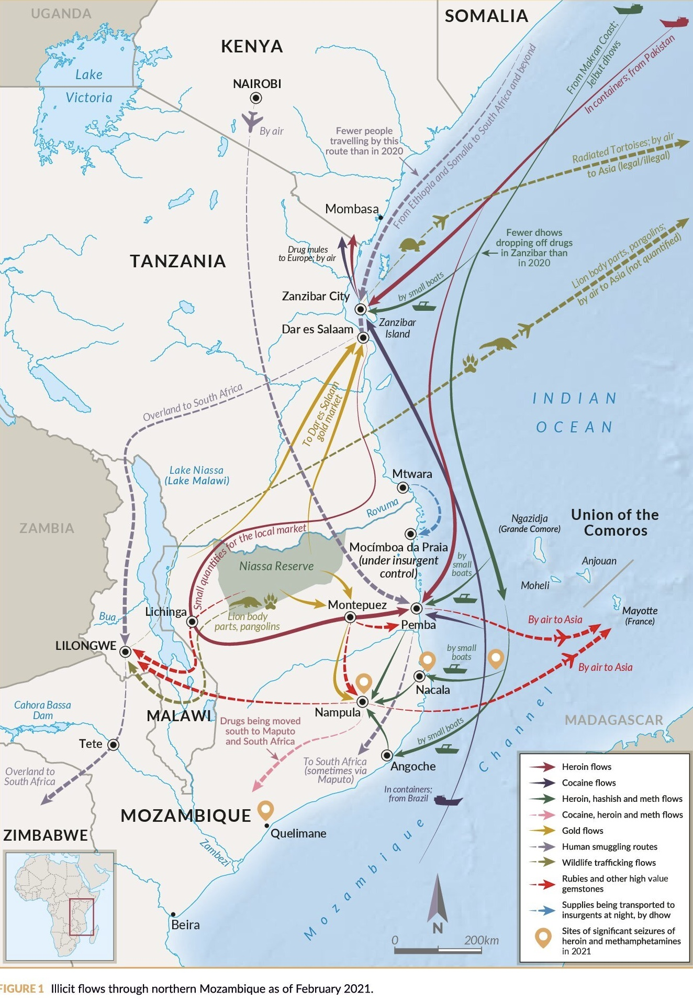 UGANDA
SOMALIA
KENYA
From Makran Coast;
Jelbut dhows
In containers; from Pakistan
Lake
Victoria
NAIROBI
By air
Fewer people
travelling by this
route than in 2020
From Ethiopia and Somalia to South Africa and beyond
Radiated Tortoises; by air
to Asia (legal/illegal)
Mombasa
Drug mules
to Europe; by air
Fewer dhows
dropping off drugs
in Zanzibar than
in 2020
Lion body parts, pangolins;
by air to Asia (not quantified)
TANZANIA
by small boats
Zanzibar City
Zanzibar
Island
Dar es Salaam
Overland to South Africa
To Dar es Salaam
gold market
INDIAN
OCEAN
Lake Niassa
(Lake Malawi)
Mtwara
Rovuma
ZAMBIA
Ngazidja
(Grande Comore)
Union of the
Comoros
Small quantities for the local market
Mocímboa da Praia
(under insurgent
control)
Niassa Reserve
by
small
boats
Anjouan
Moheli
Mayotte
(France)
Bua
Lichinga
Lion body
parts, pangolins
Montepuez
Pemba
By air to Asia
LILONGWE
by small
boats
By air to Asia
Nacala
Cahora Bassa
Dam
MALAWI
Nampula
Drugs being moved
south to Maputo
and South Africa
MADAGASCAR
by small boats
Tete
To South Africa
(sometimes via
Maputo)
Angoche
Overland to
South Africa
In containers;
from Brazil
MOZAMBIQUE
Quelimane
ZIMBABWE
Zambezi
Mozambique Channel
Beira
N
0 200km
Heroin flows
Cocaine flows
Heroin, hashish and meth flows
Cocaine, heroin and meth flows
Gold flows
Human smuggling routes
Wildlife trafficking flows
Rubies and other high value
gemstones
Supplies being transported to
insurgents at night, by dhow
Sites of significant seizures of
heroin and methamphetamines
in 2021
FIGURE 1 Illicit flows through northern Mozambique as of February 2021.